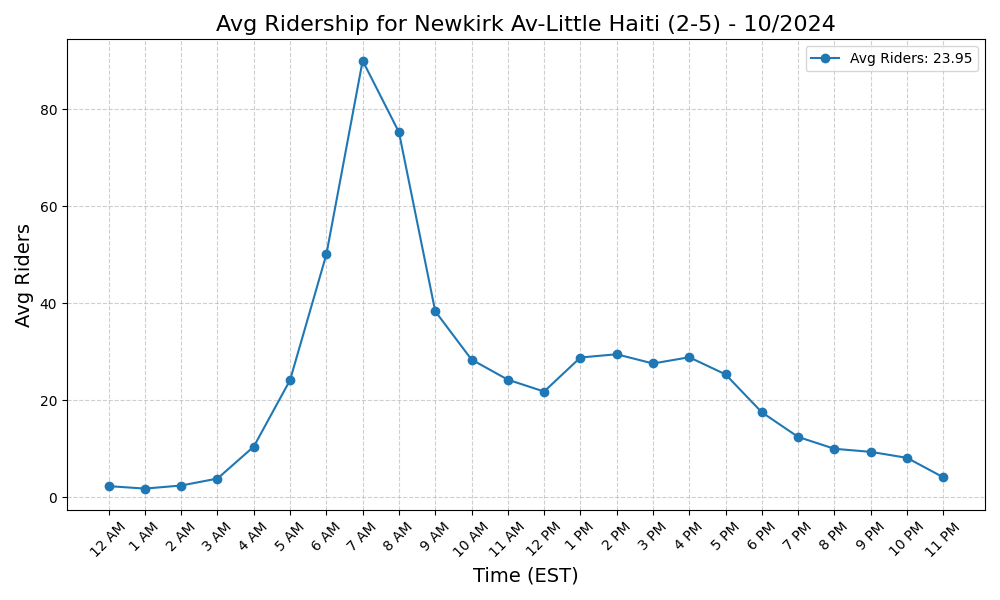 Avg Ridership for Newkirk Av-Little Haiti (2-5) - 10/2024
Avg Riders: 23.95
Avg Riders
80
60
40
20
0
12 AM
1 AM
2 AM
3 AM
4 AM
5 AM
6 AM
7 AM
8 AM
9 AM
10 AM
11 AM
12 PM
1 PM
2 PM
3 PM
4 PM
5 PM
6 PM
7 PM
8 PM
9 PM
10 PM
11 PM
Time (EST)